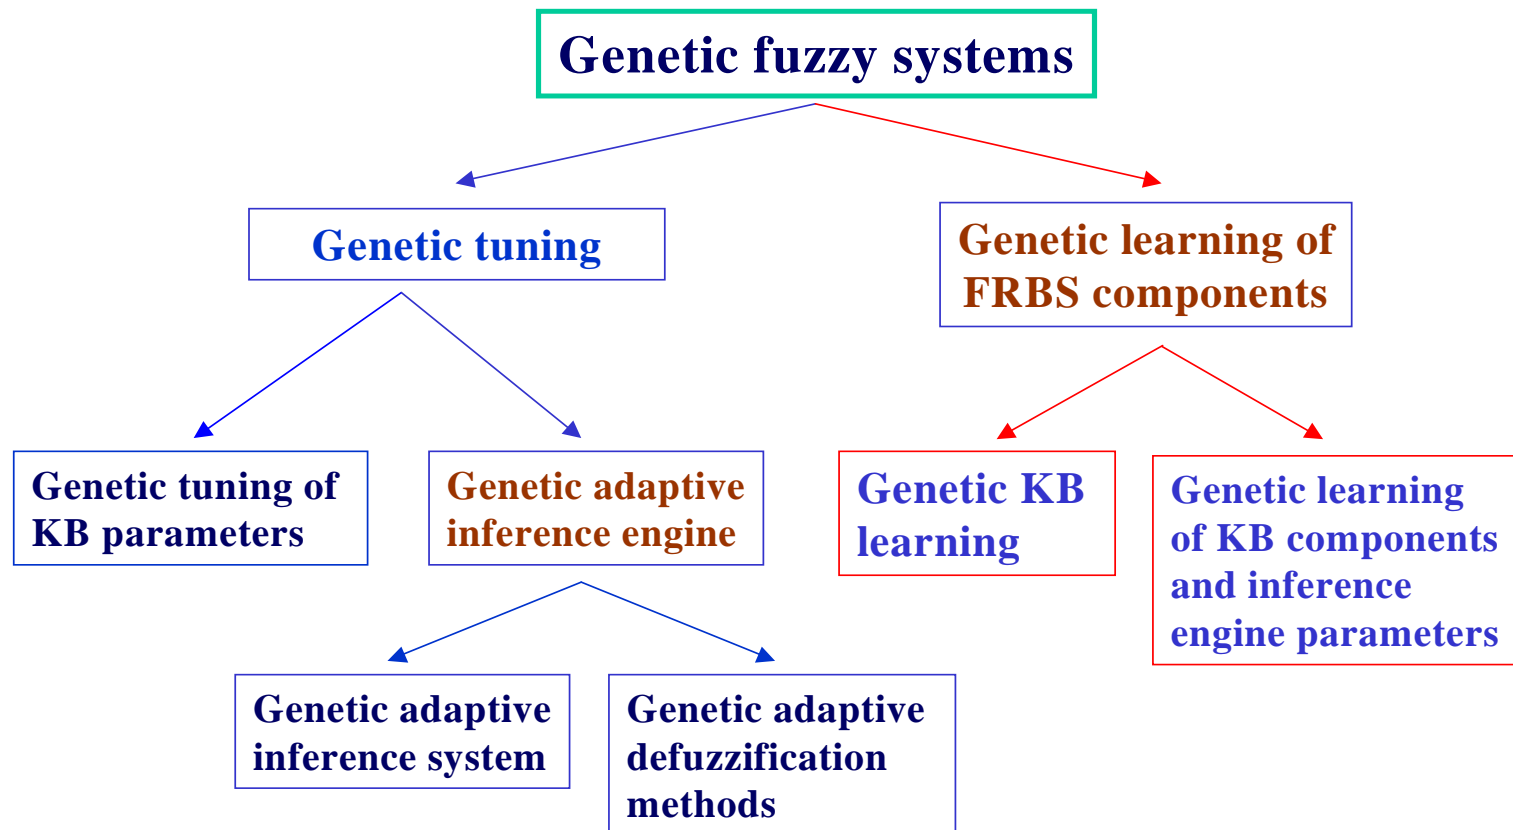 Genetic fuzzy systems
Genetic tuning
Genetic learning of
FRBS components
Genetic tuning of
KB parameters
Genetic adaptive
inference engine
Genetic KB
learning
Genetic learning
of KB components
and inference
engine parameters
Genetic adaptive
inference system
Genetic adaptive
defuzzification
methods